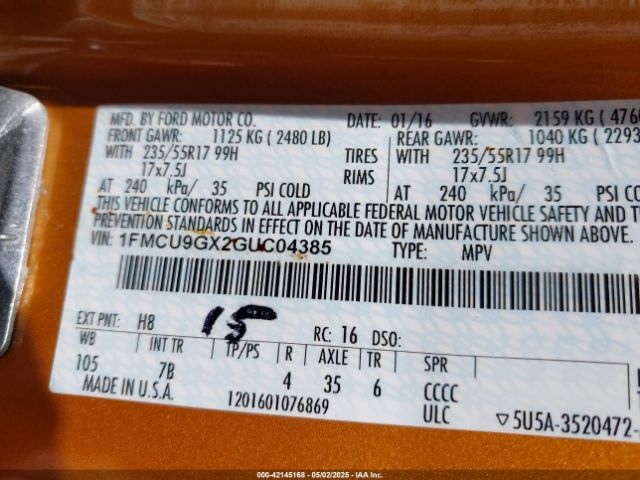 MFD. BY FORD MOTOR CO. DATE: 01/16 GVWR: 2159 KG (4760
FRONT GAWR: 1125 KG (2480 LB) REAR GAWR: 1040 KG (2293
WITH 235/55R17 99H TIRES WITH 235/55R17 99H
17x7.5J RIMS 17x7.5J
AT 240 kPa/ 35 PSI COLD AT 240 kPa/ 35 PSI COL
THIS VEHICLE CONFORMS TO ALL APPLICABLE FEDERAL MOTOR VEHICLE SAFETY AND T
PREVENTION STANDARDS IN EFFECT ON THE DATE OF MANUFACTURE SHOWN ABOVE.
VIN: 1FMCU9GX2GUC04385 TYPE: MPV
EXT PNT: H8 15 RC: 16 DSO:
WB INT TR TP/PS R AXLE TR SPR
105 7B 4 35 6 CCCC
MADE IN U.S.A. 1201601076869 ULC ▽5U5A-3520472-
000-42145168 - 05/02/2025 - IAA Inc.